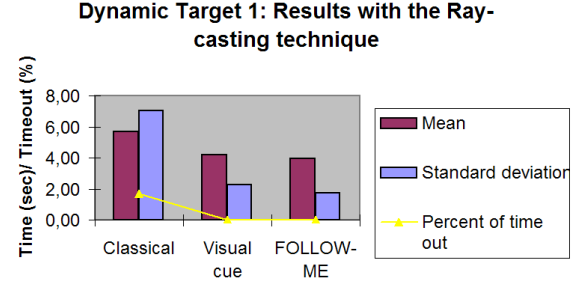 Dynamic Target 1: Results with the Ray-
casting technique
Time (sec)/ Timeout (%)
8,00
6,00
4,00
2,00
0,00
Classical
Visual
cue
FOLLOW-
ME
Mean
Standard deviation
Percent of time
out